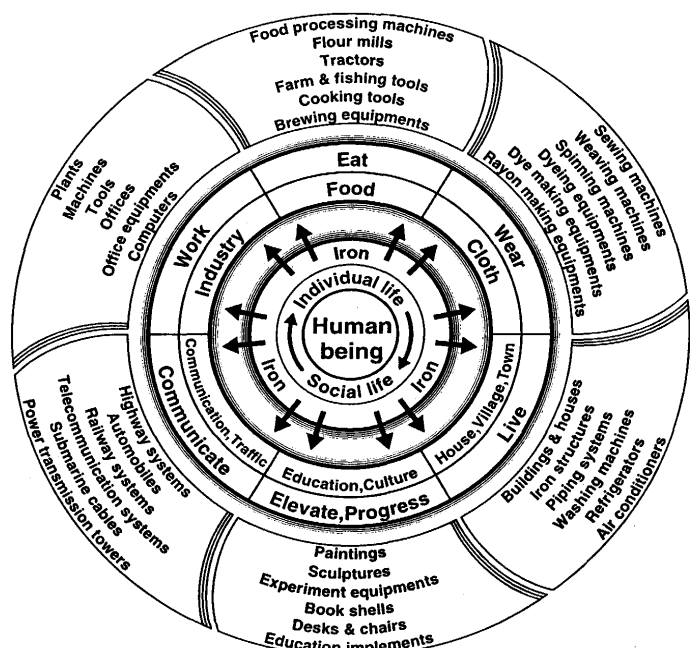 Food processing machines
Flour mills
Tractors
Farm & fishing tools
Cooking tools
Brewing equipments
Sewing machines
Weaving machines
Spinning machines
Dyeing equipments
Dye making equipments
Rayon making equipments
Plants
Machines
Tools
Offices
Office equipments
Computers
Eat
Food
Work
Industry
Wear
Cloth
Iron
Individual life
Human
being
Social life
Iron
Iron
Communication, Traffic
Communicate
House, Village, Town
Live
Education,Culture
Elevate,Progress
Highway systems
Automobiles
Railway systems
Telecommunication systems
Submarine cables
Power transmission towers
Buildings & houses
Iron structures
Piping systems
Washing machines
Refrigerators
Air conditioners
Paintings
Sculptures
Experiment equipments
Book shells
Desks & chairs
Education implements